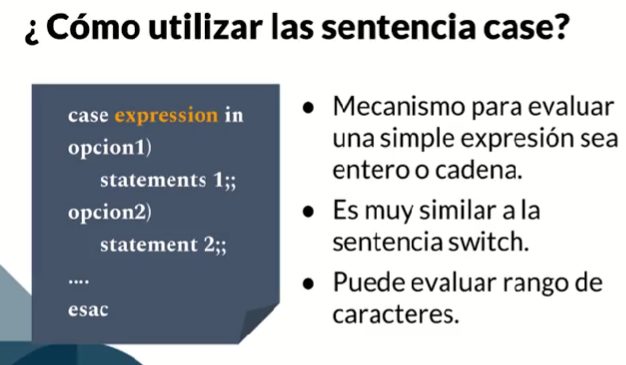 ¿ Cómo utilizar las sentencia case?
case expression in
opcion1)
statements 1;;
opcion2)
statement 2;;
....
esac
● Mecanismo para evaluar
una simple expresión sea
entero o cadena.
● Es muy similar a la
sentencia switch.
● Puede evaluar rango de
caracteres.